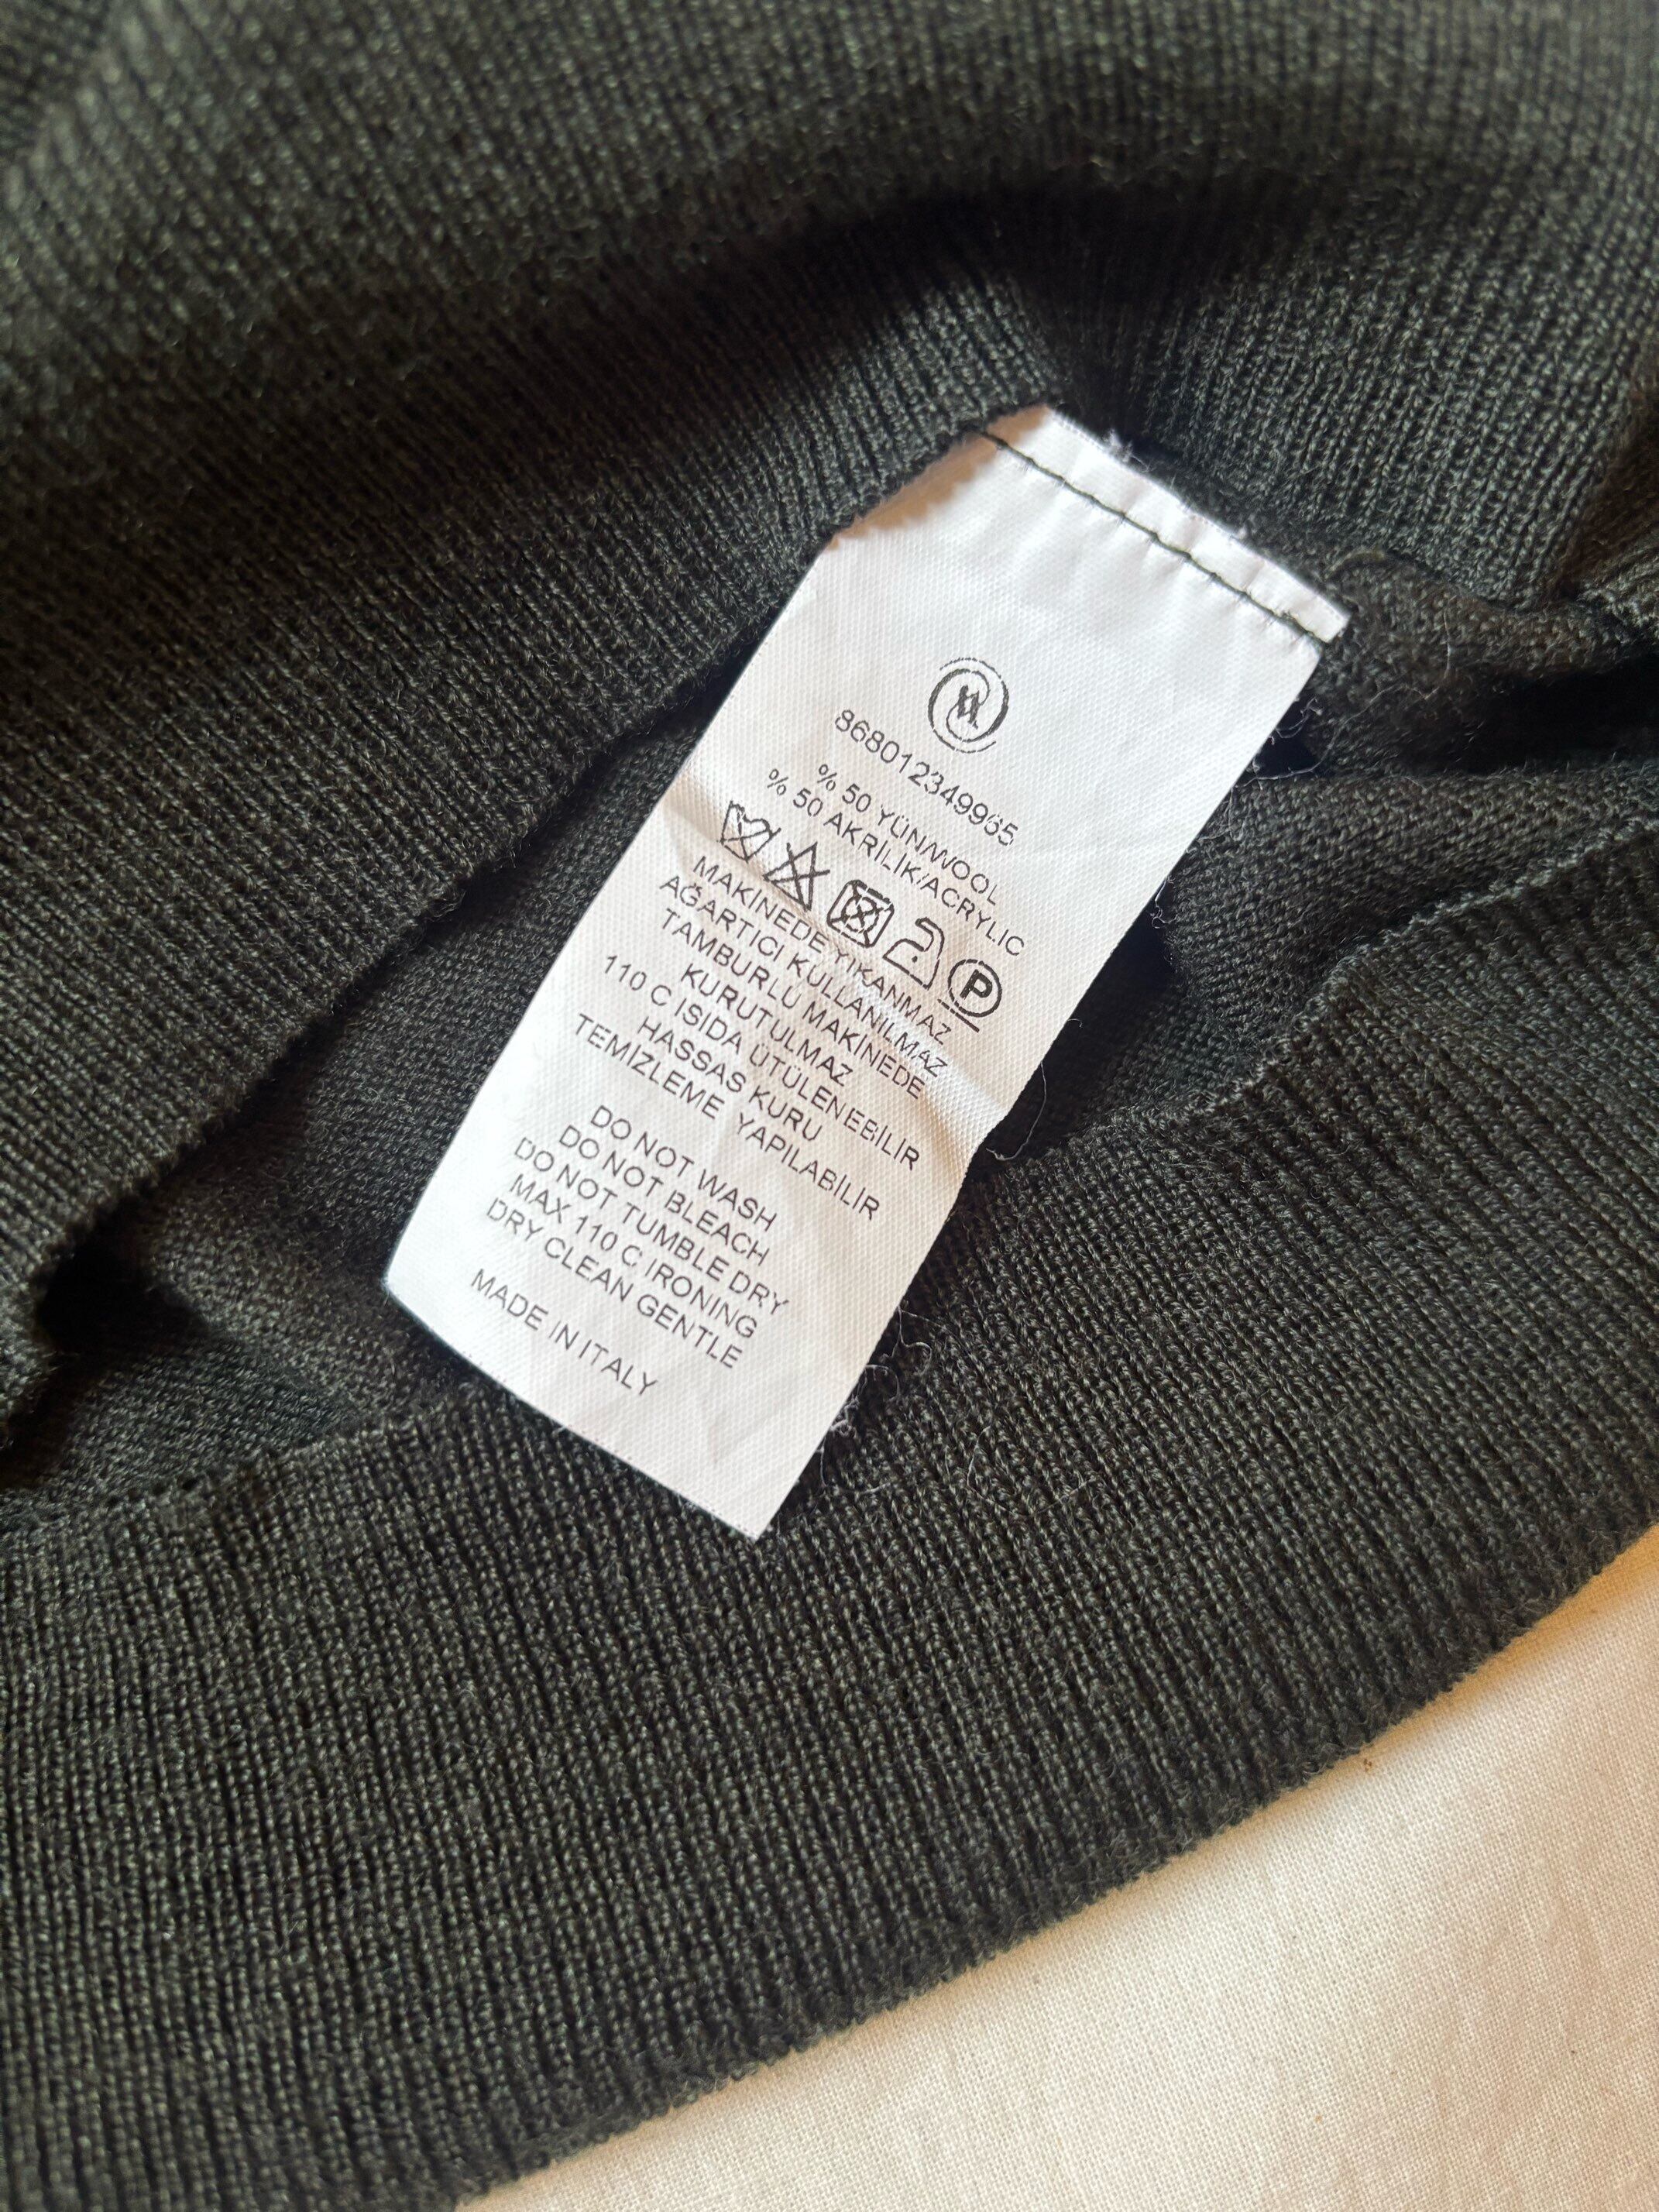 8680123499​65
% 50 YÜN/WOOL
% 50 AKRİLİK/ACRYLIC
P
MAKİNEDE YIKANMAZ
AĞARTICI KULLANILMAZ
TAMBURLU MAKİNEDE
KURUTULMAZ
110 C ISIDA ÜTÜLENEBİLİR
HASSAS KURU
TEMİZLEME YAPILABİLİR
DO NOT WASH
DO NOT BLEACH
DO NOT TUMBLE DRY
MAX 110 C IRONING
DRY CLEAN GENTLE
MADE IN ITALY